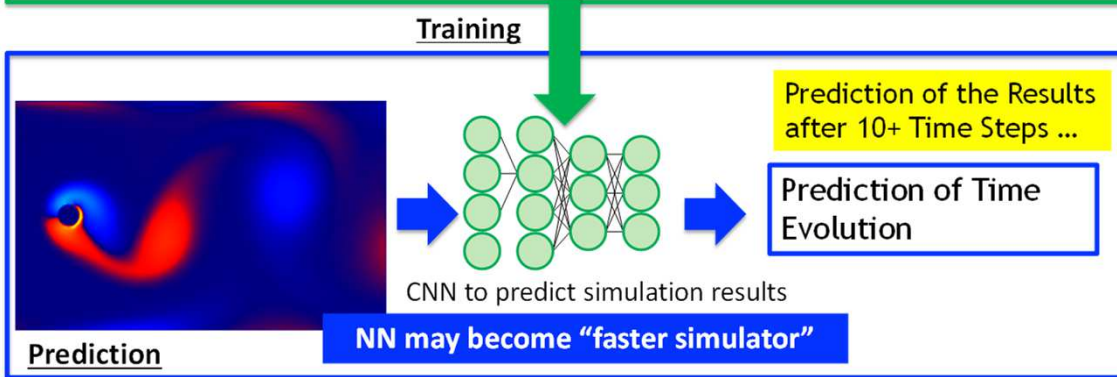 Training
Prediction of the Results
after 10+ Time Steps ...
Prediction of Time
Evolution
CNN to predict simulation results
NN may become “faster simulator”
Prediction